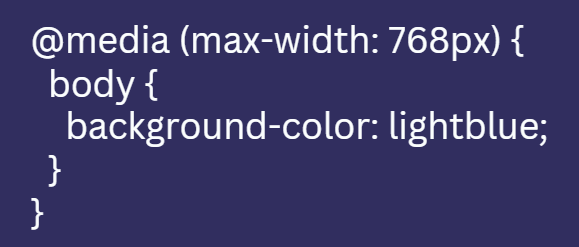 @media (max-width: 768px) {
  body {
    background-color: lightblue;
  }
}